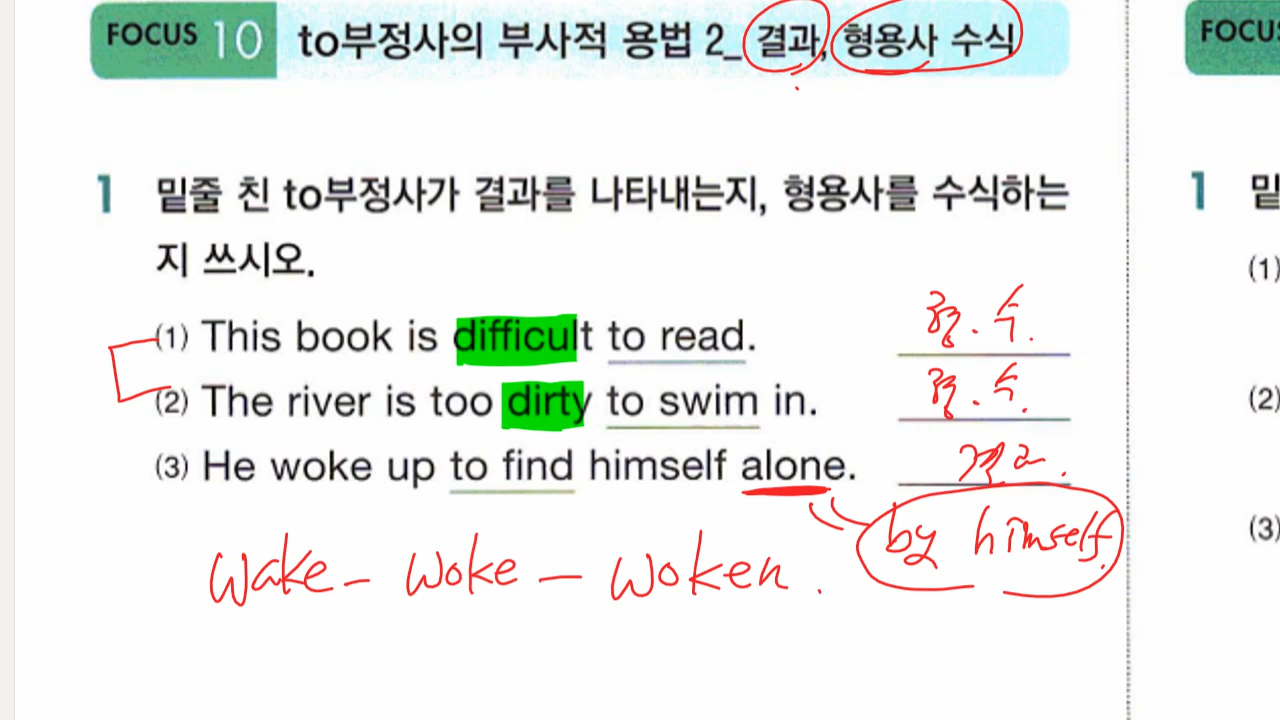 FOCUS 10 to부정사의 부사적 용법 2_ 결과, 형용사 수식
FOCUS
1 밑줄 친 to부정사가 결과를 나타내는지, 형용사를 수식하는
지 쓰시오.
(1) This book is difficult to read. 형.수.
(2) The river is too dirty to swim in. 형.수.
(3) He woke up to find himself alone. 결과.
by himself.
wake - woke - woken.
1 밑
(1)
(2)
(3)